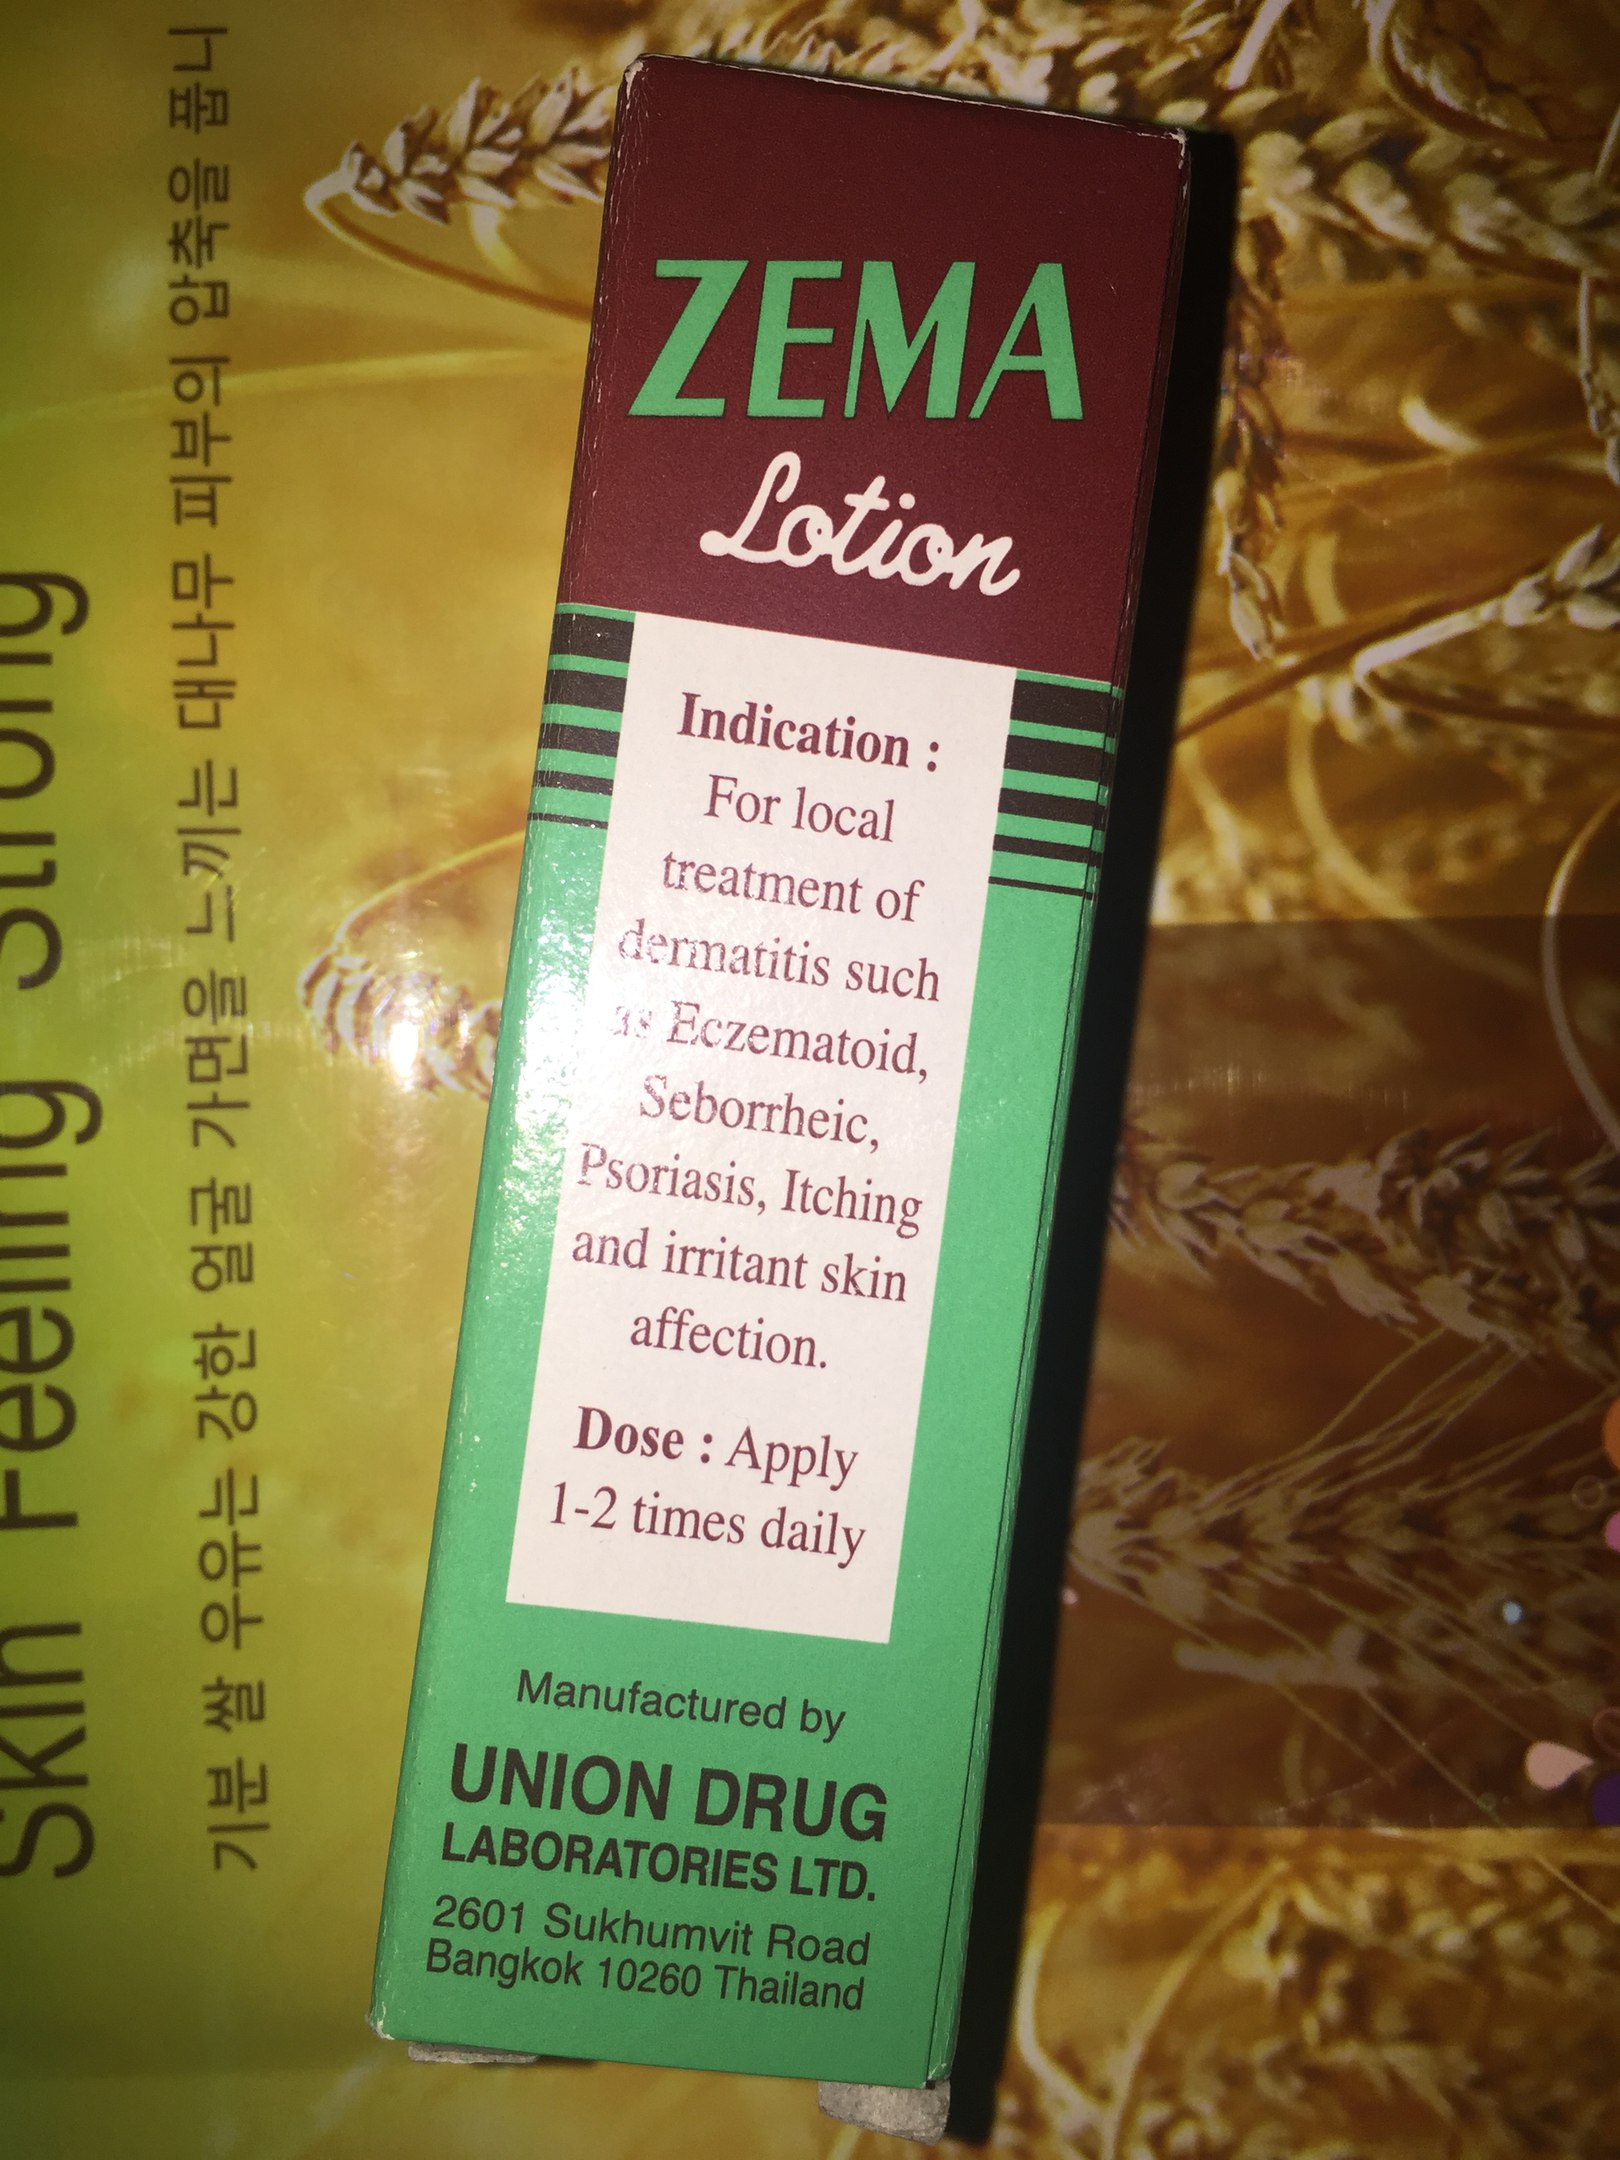 ZEMA
Lotion
Indication :
For local
treatment of
dermatitis such
as Eczematoid,
Seborrheic,
Psoriasis, Itching
and irritant skin
affection.
Dose : Apply
1-2 times daily
Manufactured by
UNION DRUG
LABORATORIES LTD.
2601 Sukhumvit Road
Bangkok 10260 Thailand
Skin Feeling Strong
기분 쌀 우유는 강한 얼굴 가면을 느끼는 대나무 피부의 압축을 풉니